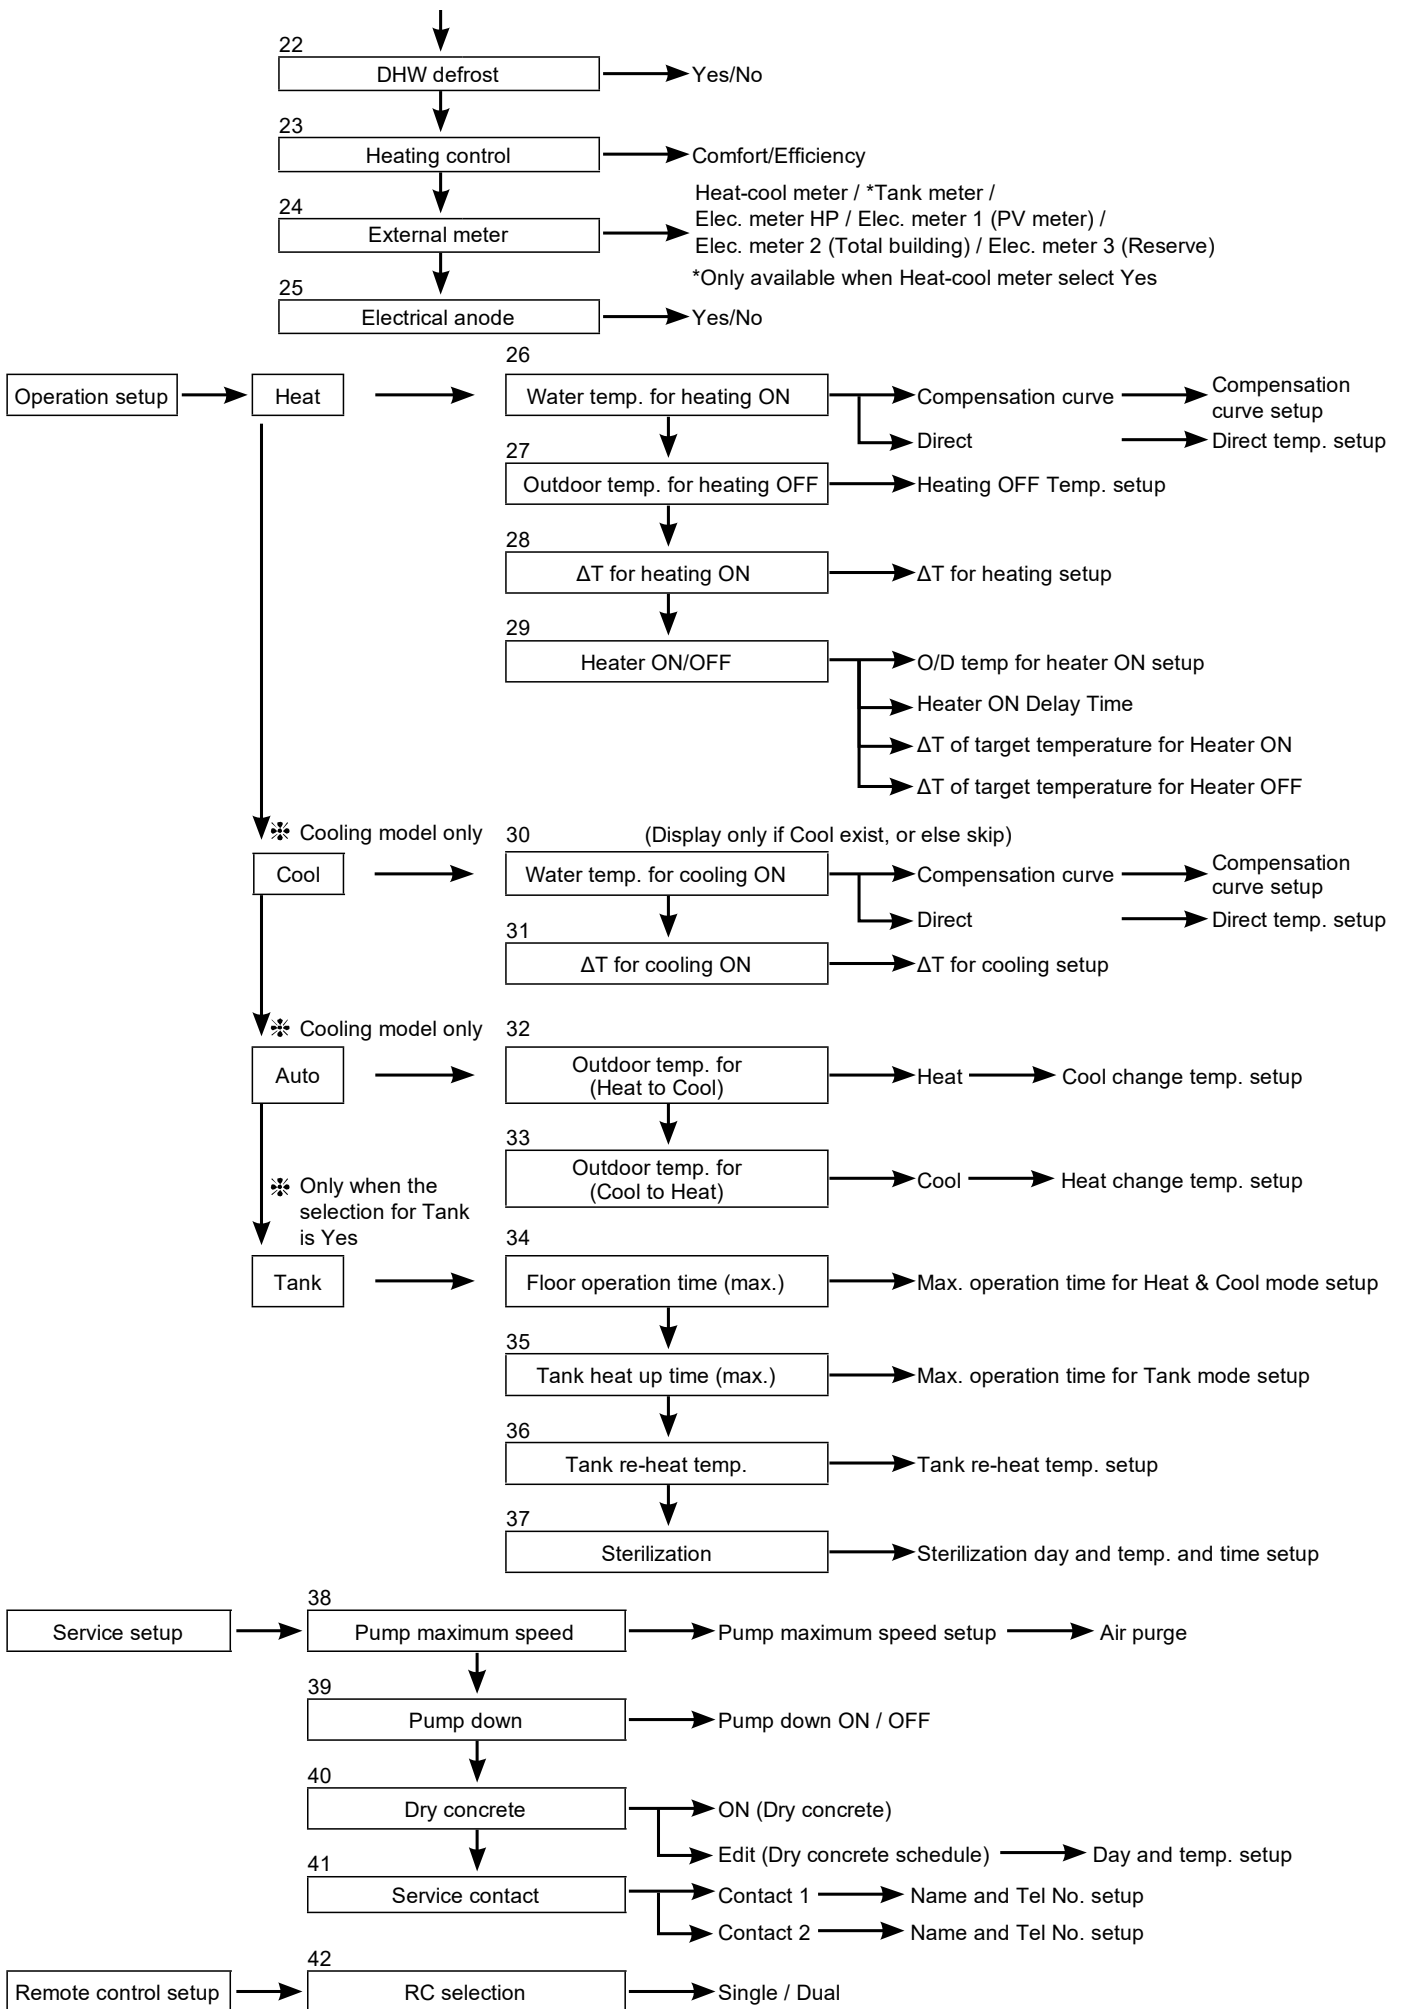 22
DHW defrost
Yes/No
23
Heating control
Comfort/Efficiency
24
External meter
Heat-cool meter / *Tank meter /
Elec. meter HP / Elec. meter 1 (PV meter) /
Elec. meter 2 (Total building) / Elec. meter 3 (Reserve)
*Only available when Heat-cool meter select Yes
25
Electrical anode
Yes/No
Operation setup
Heat
26
Water temp. for heating ON
Compensation curve
Compensation
curve setup
Direct
Direct temp. setup
27
Outdoor temp. for heating OFF
Heating OFF Temp. setup
28
ΔT for heating ON
ΔT for heating setup
29
Heater ON/OFF
O/D temp for heater ON setup
Heater ON Delay Time
ΔT of target temperature for Heater ON
ΔT of target temperature for Heater OFF
Cooling model only
30
(Display only if Cool exist, or else skip)
Cool
Water temp. for cooling ON
Compensation curve
Compensation
curve setup
Direct
Direct temp. setup
31
ΔT for cooling ON
ΔT for cooling setup
Cooling model only
32
Auto
Outdoor temp. for
(Heat to Cool)
Heat
Cool change temp. setup
33
Outdoor temp. for
(Cool to Heat)
Cool
Heat change temp. setup
Only when the
selection for Tank
is Yes
34
Tank
Floor operation time (max.)
Max. operation time for Heat & Cool mode setup
35
Tank heat up time (max.)
Max. operation time for Tank mode setup
36
Tank re-heat temp.
Tank re-heat temp. setup
37
Sterilization
Sterilization day and temp. and time setup
38
Service setup
Pump maximum speed
Pump maximum speed setup
Air purge
39
Pump down
Pump down ON / OFF
40
Dry concrete
ON (Dry concrete)
Edit (Dry concrete schedule)
Day and temp. setup
41
Service contact
Contact 1
Name and Tel No. setup
Contact 2
Name and Tel No. setup
42
Remote control setup
RC selection
Single / Dual